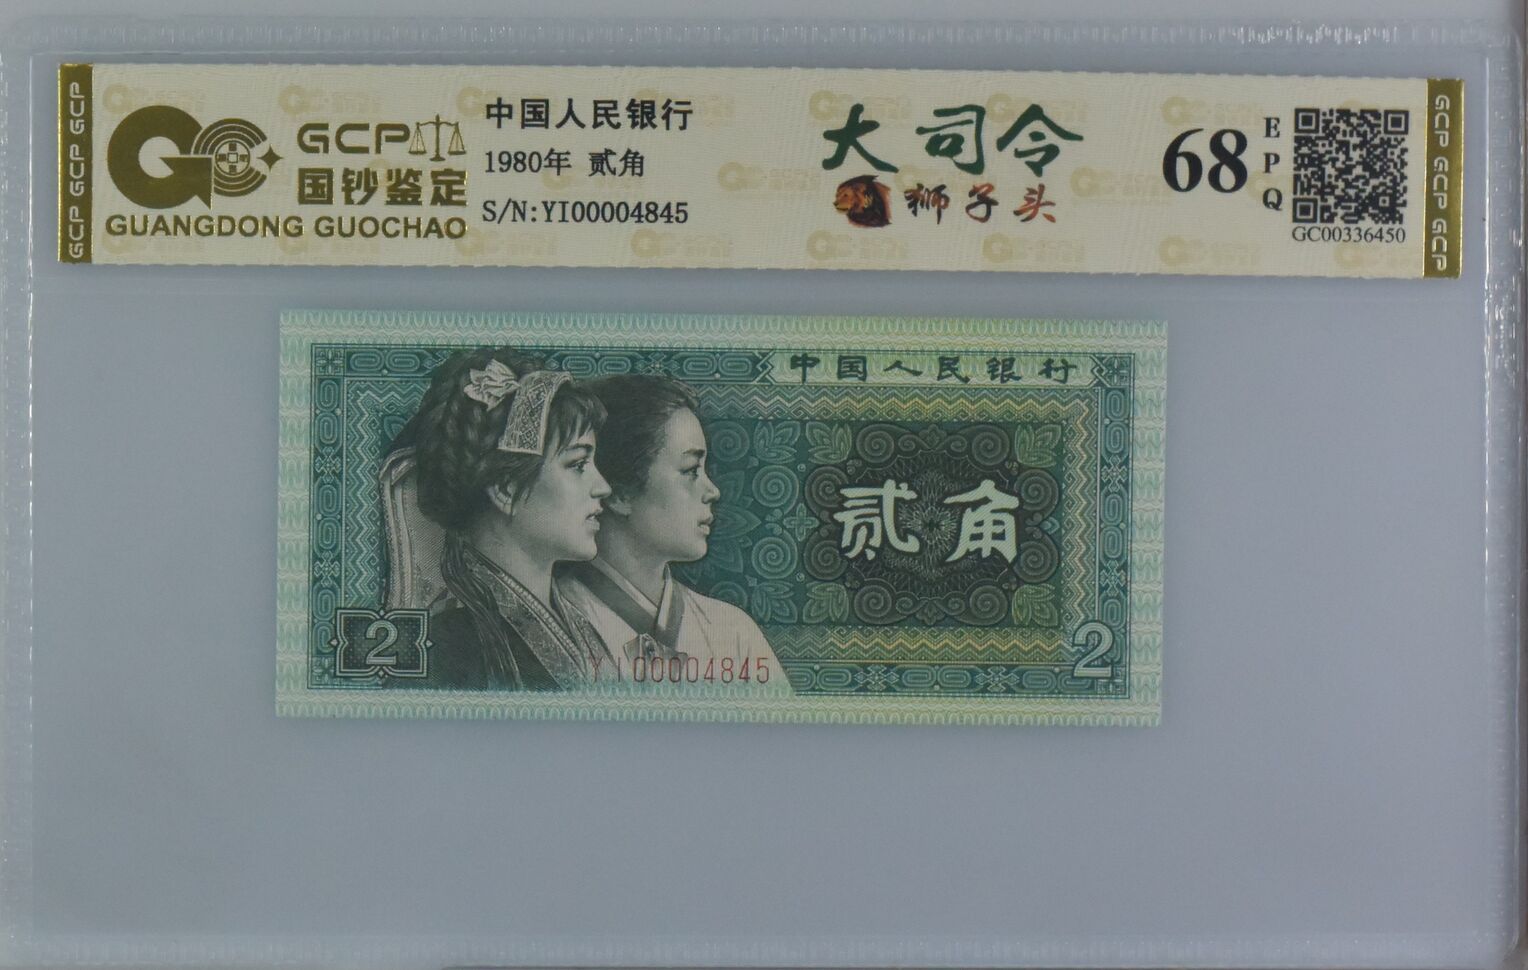 GCP GCP GCP
GCP
国钞鉴定
GUANGDONG GUOCHAO
中国人民银行
1980年 贰角
S/N:YI00004845
大司令
狮子头
68
EPQ
GC00336450
GCP GCP GCP
中国人民银行
贰角
2
2
YI00004845